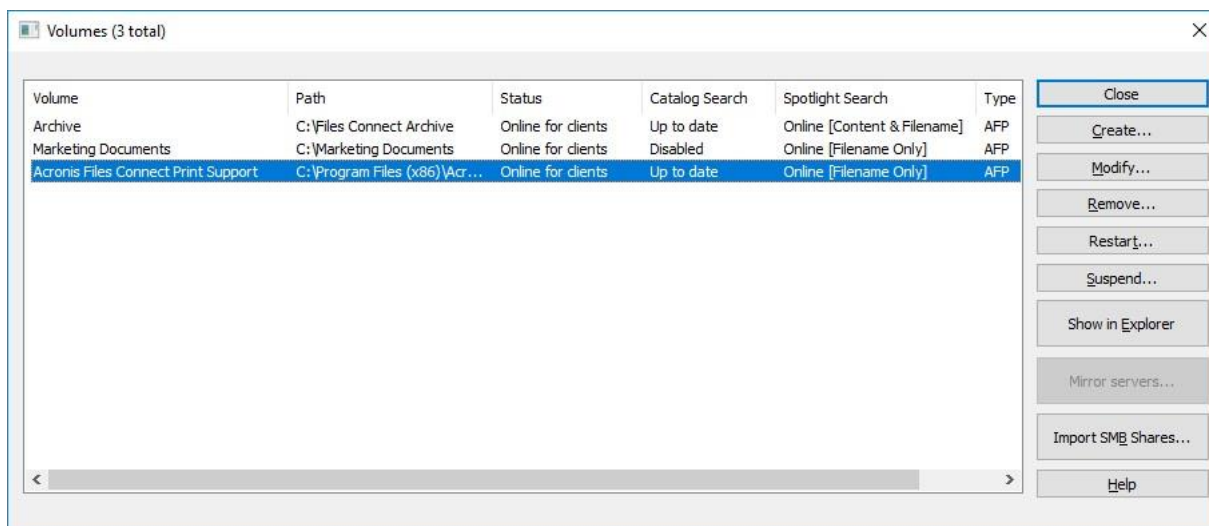 Volumes (3 total)
Volume Path Status Catalog Search Spotlight Search Type
Archive C:\Files Connect Archive Online for clients Up to date Online [Content & Filename] AFP
Marketing Documents C:\Marketing Documents Online for clients Disabled Online [Filename Only] AFP
Acronis Files Connect Print Support C:\Program Files (x86)\Acr... Online for clients Up to date Online [Filename Only] AFP
Close
Create...
Modify...
Remove...
Restart...
Suspend...
Show in Explorer
Mirror servers...
Import SMB Shares...
Help